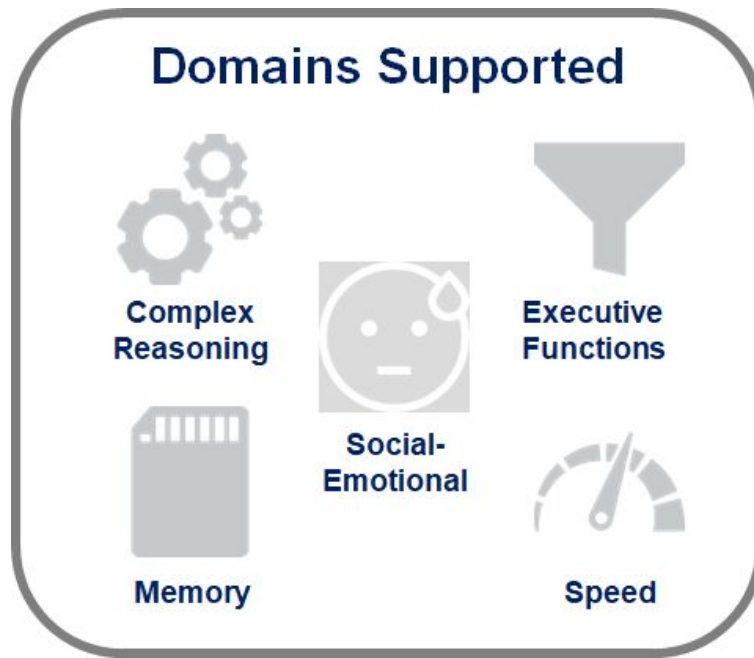 Domains Supported
Complex
Reasoning
Executive
Functions
Social-
Emotional
Memory
Speed